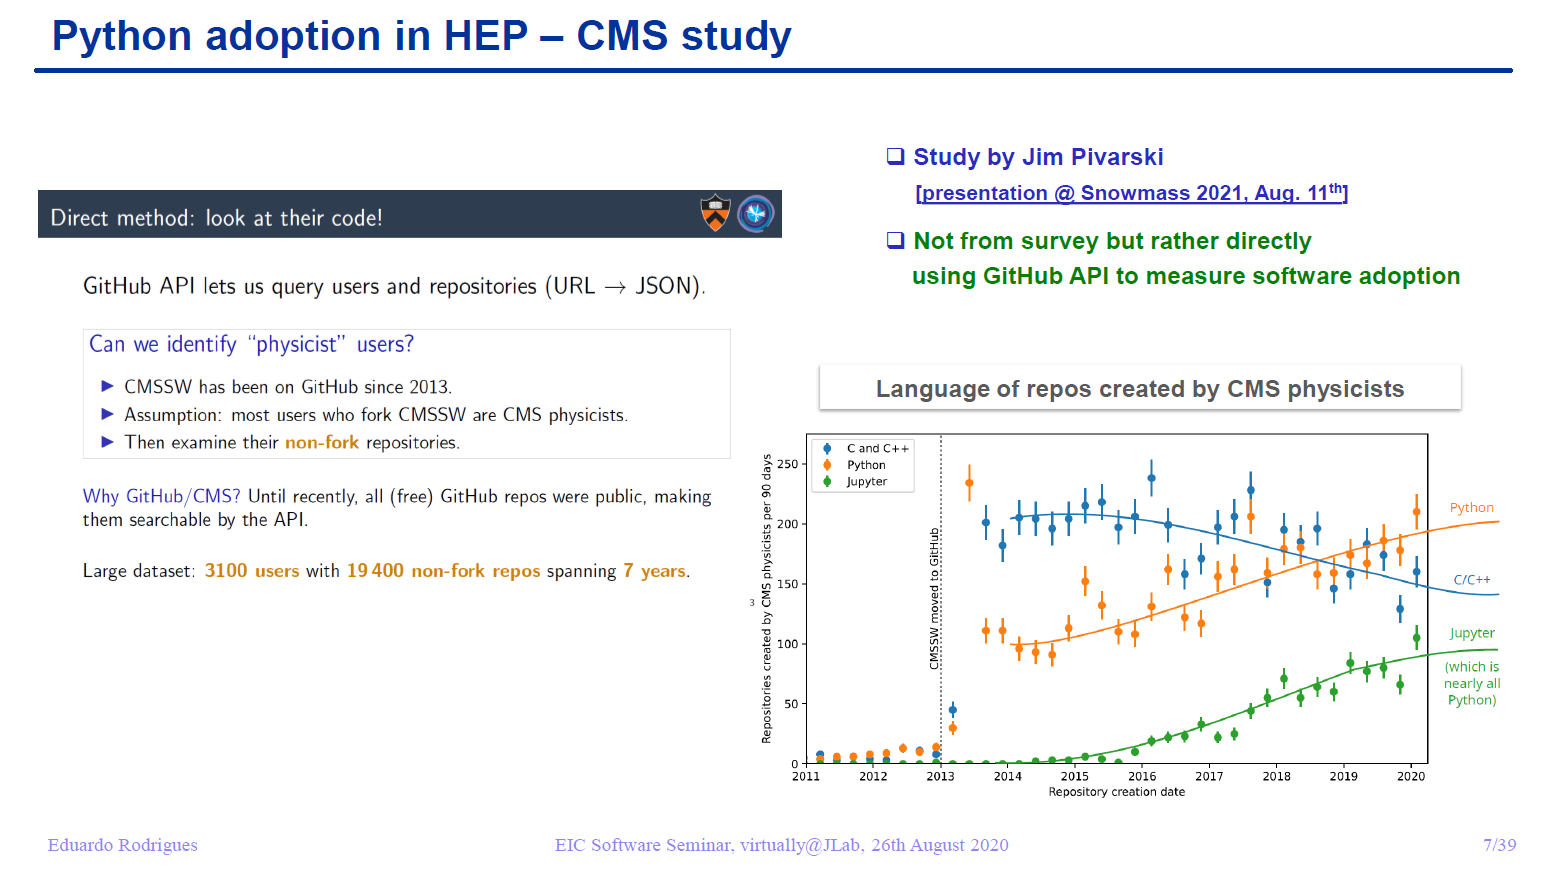 Python adoption in HEP – CMS study
❑ Study by Jim Pivarski
[presentation @ Snowmass 2021, Aug. 11th]
❑ Not from survey but rather directly
using GitHub API to measure software adoption
Direct method: look at their code!
GitHub API lets us query users and repositories (URL → JSON).
Can we identify “physicist” users?
▶ CMSSW has been on GitHub since 2013.
▶ Assumption: most users who fork CMSSW are CMS physicists.
▶ Then examine their non-fork repositories.
Why GitHub/CMS? Until recently, all (free) GitHub repos were public, making
them searchable by the API.
Large dataset: 3100 users with 19 400 non-fork repos spanning 7 years.
3
Language of repos created by CMS physicists
C and C++
Python
Jupyter
Repositories created by CMS physicists per 90 days
250
200
150
100
50
0
CMSSW moved to GitHub
Python
C/C++
Jupyter
(which is
nearly all
Python)
2011 2012 2013 2014 2015 2016 2017 2018 2019 2020
Repository creation date
Eduardo Rodrigues
EIC Software Seminar, virtually@JLab, 26th August 2020
7/39